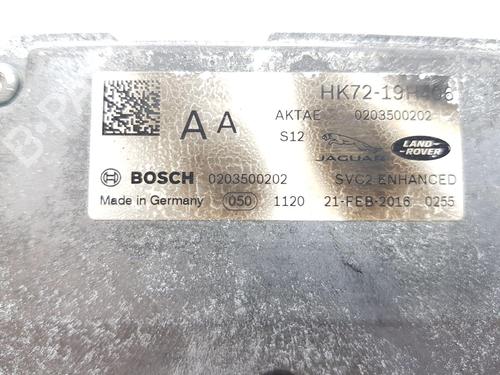 HK72-19H406
A A
AKTAE 0203500202
S12
JAGUAR
LAND-
ROVER
BOSCH 0203500202
SVC2 ENHANCED
Made in Germany 050 1120 21-FEB-2016 0255